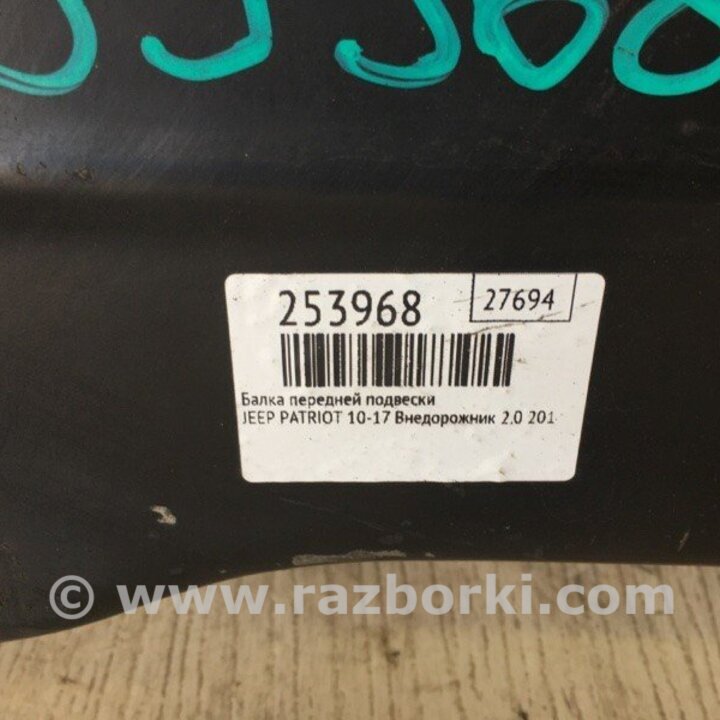 253968
27694
Балка передней подвески
JEEP PATRIOT 10-17 Внедорожник 2.0 201
© www.razborki.com